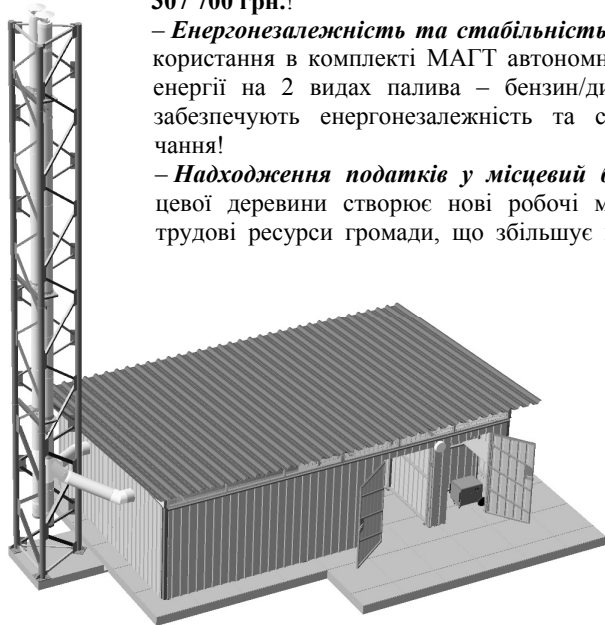 307 700 грн.!
– Енергонезалежність та стабільність
користання в комплекті МАГТ автономн
енергії на 2 видах палива – бензин/ди
забезпечують енергонезалежність та с
чання!
– Надходження податків у місцевий б
цевої деревини створює нові робочі м
трудові ресурси громади, що збільшує